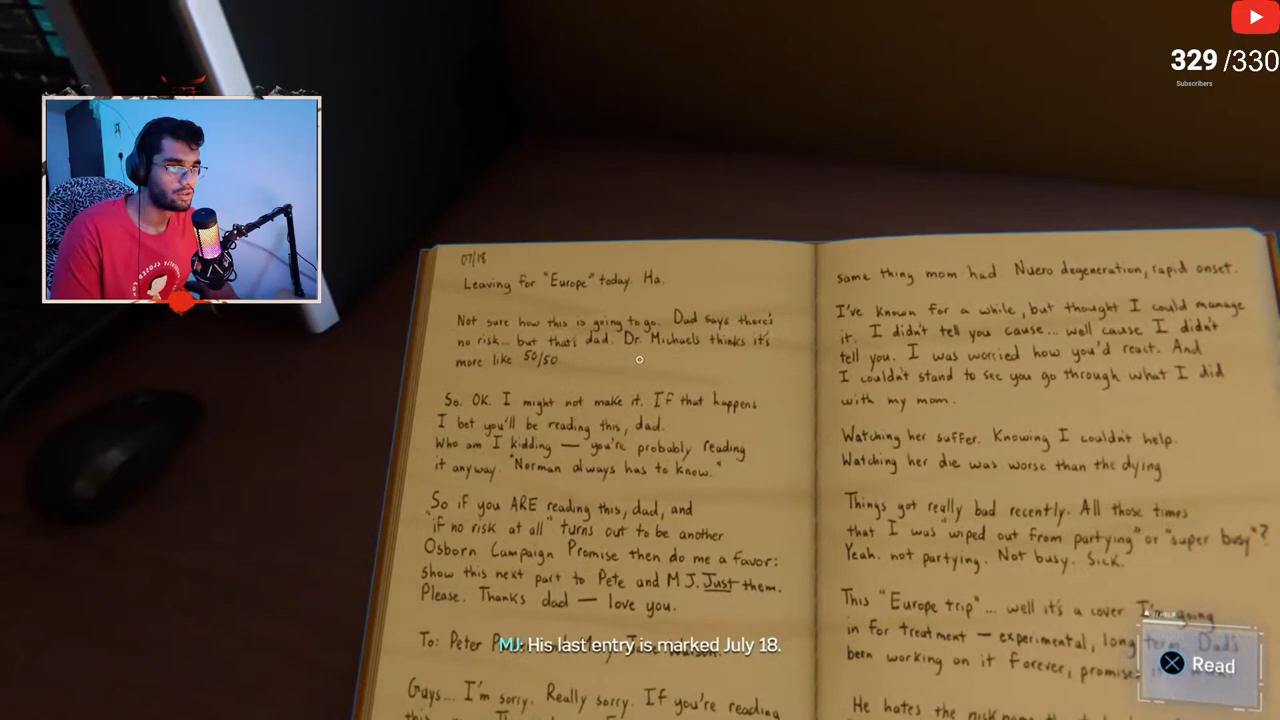 329 /330
Subscribers
07/18
Leaving for "Europe" today. Ha.
Not sure how this is going to go. Dad says there's
no risk... but that's dad. Dr. Michaels thinks it's
more like 50/50
So. OK. I might not make it. If that happens
I bet you'll be reading this, dad.
Who am I kidding — you're probably reading
it anyway. "Norman always has to know."
So if you ARE reading this, dad, and
"if no risk at all" turns out to be another
Osborn Campaign Promise then do me a favor:
show this next part to Pete and MJ. Just them.
Please. Thanks dad — love you.
To: Peter
MJ: His last entry is marked July 18.
Guys... I'm sorry. Really sorry. If you're reading
same thing mom had Nuero degeneration, rapid onset.
I've known for a while, but thought I could manage
it. I didn't tell you cause... well cause I didn't
tell you. I was worried how you'd react. And
I couldn't stand to see you go through what I did
with my mom.
Watching her suffer. Knowing I couldn't help.
Watching her die was worse than the dying
Things got really bad recently. All those times
that I was "wiped out from partying" or "super busy"?
Yeah. not partying. Not busy. Sick.
This "Europe trip"... well it's a cover I'm going
in for treatment — experimental, long term. Dad's
been working on it forever, promises
He hates the risk
Read